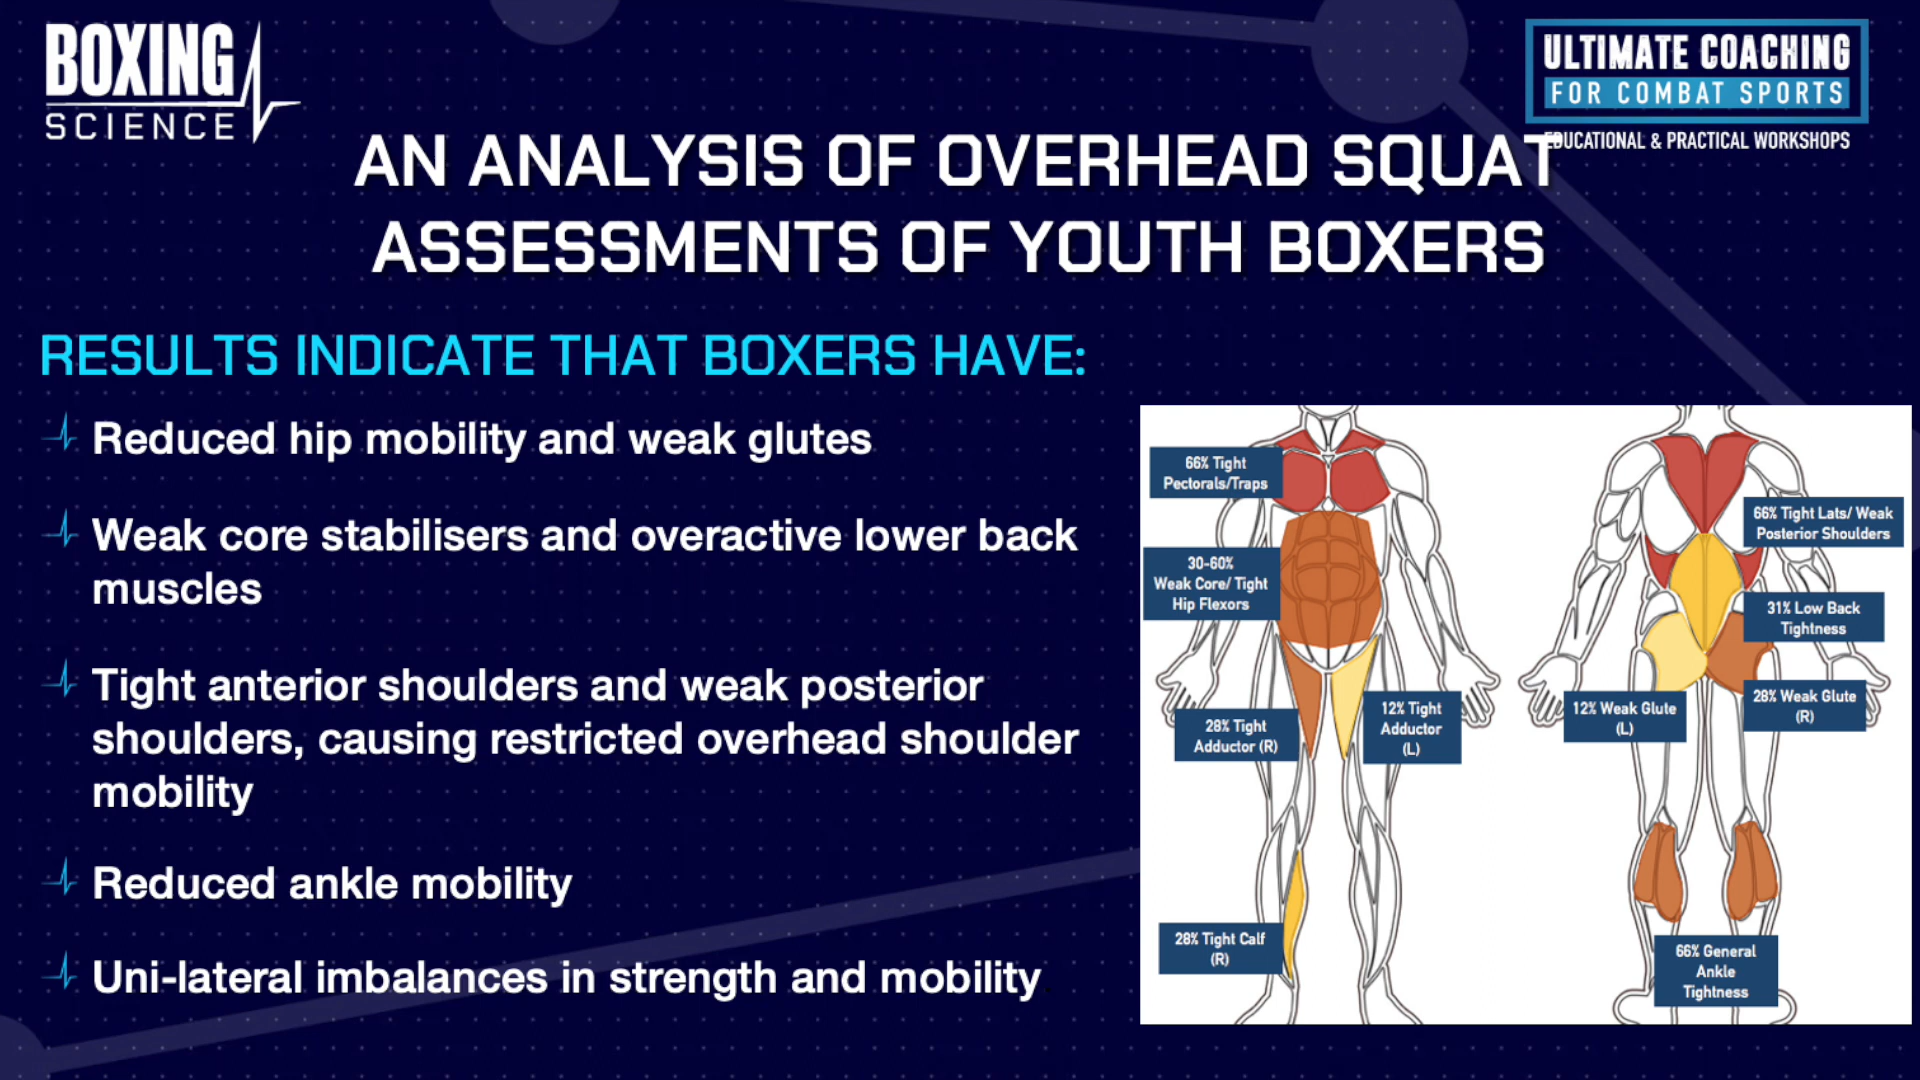 BOXING
SCIENCE
ULTIMATE COACHING
FOR COMBAT SPORTS
EDUCATIONAL & PRACTICAL WORKSHOPS
AN ANALYSIS OF OVERHEAD SQUAT
ASSESSMENTS OF YOUTH BOXERS
RESULTS INDICATE THAT BOXERS HAVE:
Reduced hip mobility and weak glutes
Weak core stabilisers and overactive lower back
muscles
Tight anterior shoulders and weak posterior
shoulders, causing restricted overhead shoulder
mobility
Reduced ankle mobility
Uni-lateral imbalances in strength and mobility
66% Tight
Pectorals/Traps
30-60%
Weak Core/ Tight
Hip Flexors
28% Tight
Adductor (R)
12% Tight
Adductor
(L)
28% Tight Calf
(R)
66% Tight Lats/ Weak
Posterior Shoulders
31% Low Back
Tightness
12% Weak Glute
(L)
28% Weak Glute
(R)
66% General
Ankle
Tightness